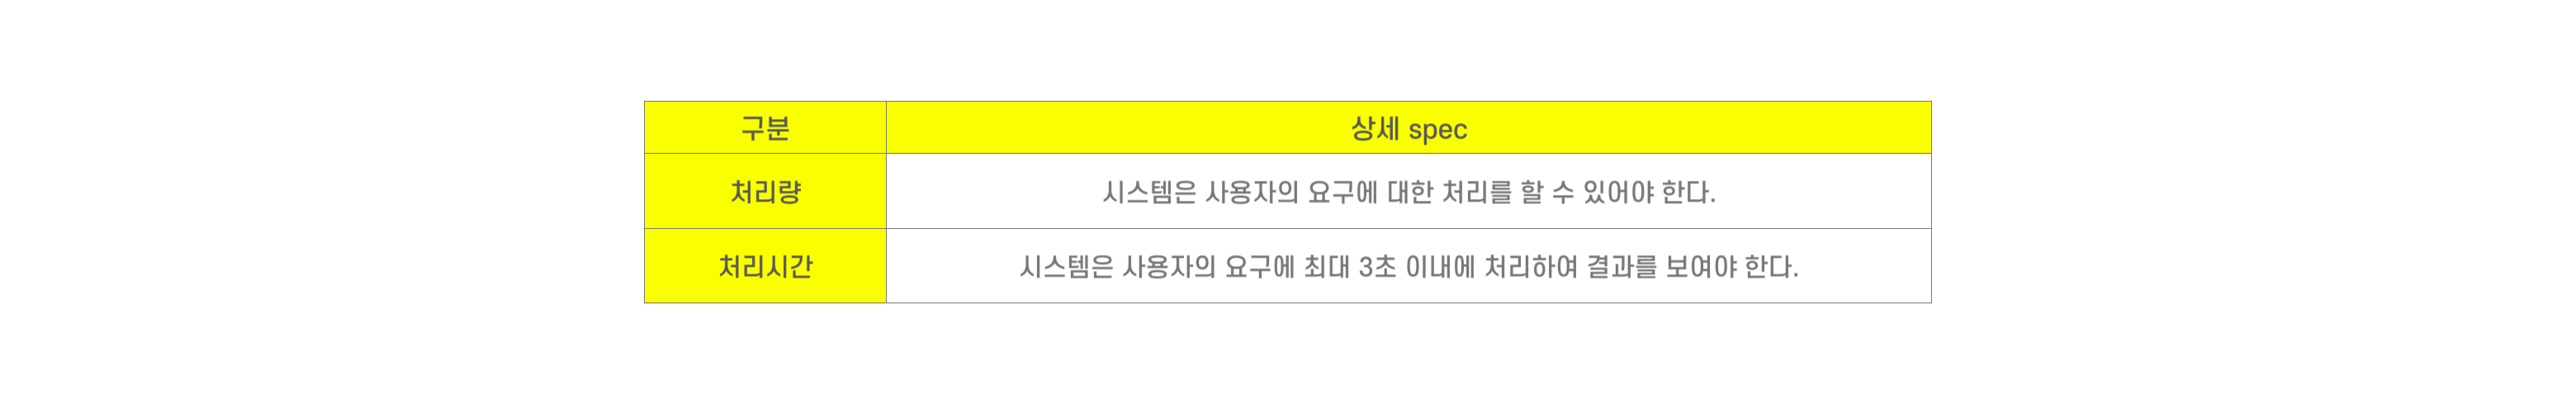 구분 상세 spec
처리량 시스템은 사용자의 요구에 대한 처리를 할 수 있어야 한다.
처리시간 시스템은 사용자의 요구에 최대 3초 이내에 처리하여 결과를 보여야 한다.